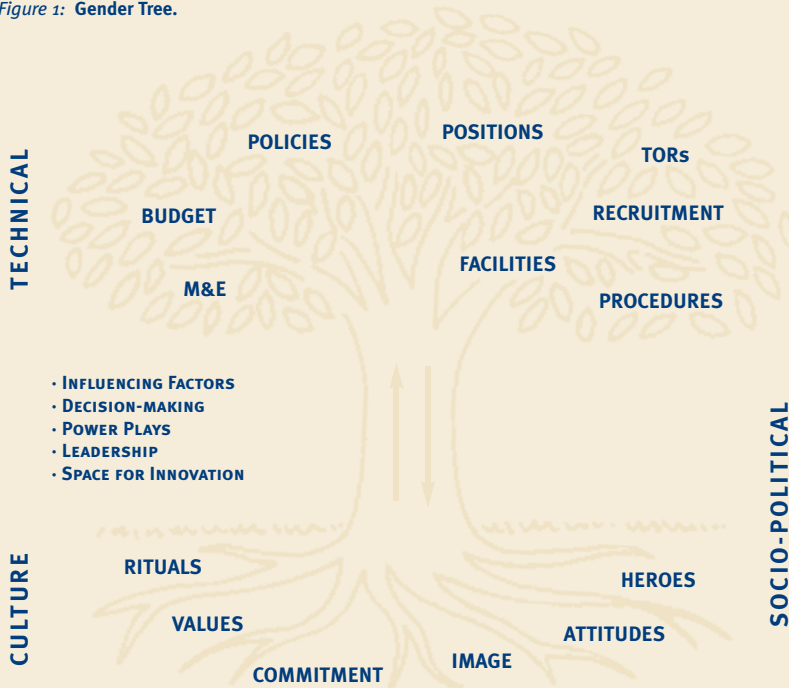 Figure 1: Gender Tree.
TECHNICAL
POLICIES
POSITIONS
TORs
BUDGET
RECRUITMENT
FACILITIES
M&E
PROCEDURES
· Influencing Factors
· Decision-making
· Power Plays
· Leadership
· Space for Innovation
SOCIO-POLITICAL
CULTURE
RITUALS
HEROES
VALUES
ATTITUDES
IMAGE
COMMITMENT